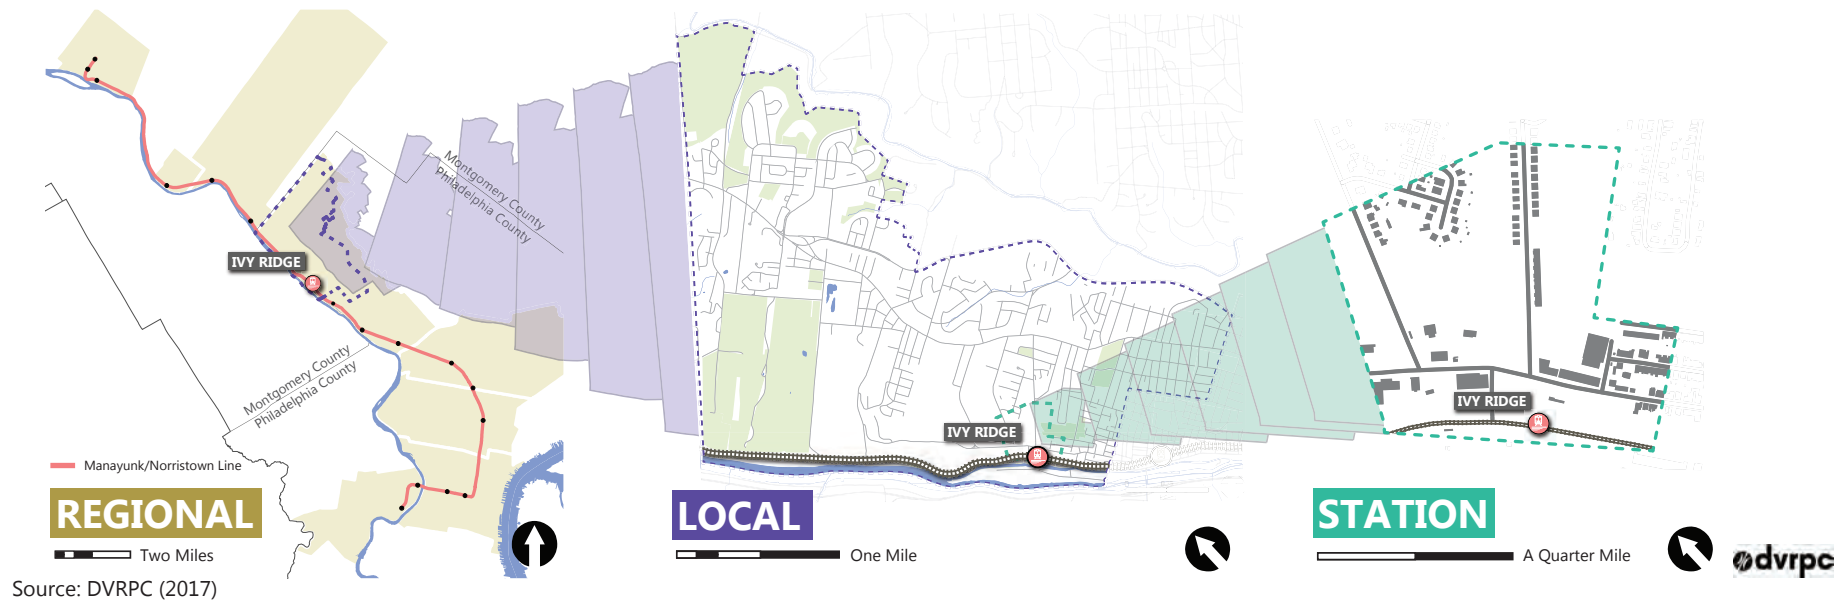 Montgomery County
Philadelphia County
IVY RIDGE
Montgomery County
Philadelphia County
Manayunk/Norristown Line
REGIONAL
Two Miles
IVY RIDGE
LOCAL
One Mile
IVY RIDGE
STATION
A Quarter Mile
dvrpc
Source: DVRPC (2017)